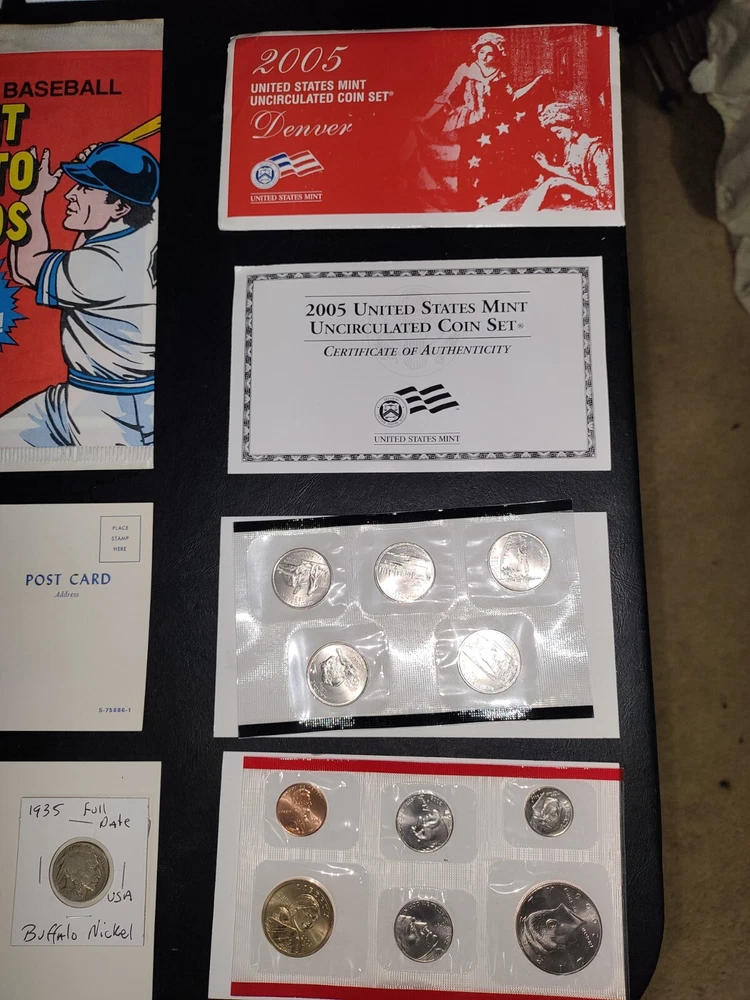 2005
UNITED STATES MINT
UNCIRCULATED COIN SET®
Denver
UNITED STATES MINT
BASEBALL
T
TO
DS
!
2005 UNITED STATES MINT
UNCIRCULATED COIN SET®
CERTIFICATE OF AUTHENTICITY
UNITED STATES MINT
PLACE
STAMP
HERE
POST CARD
Address
S-75886-1
1935 Full
Date
USA
Buffalo Nickel